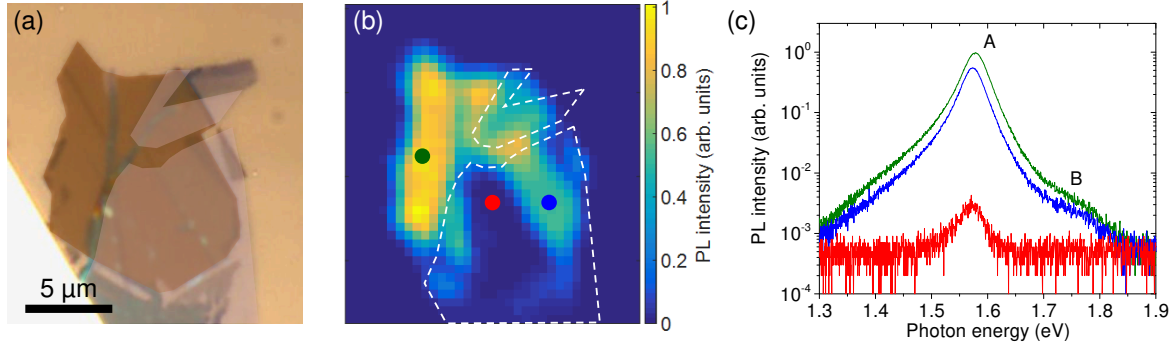 (a)
5 µm
(b)
1
0.8
0.6
0.4
0.2
0
PL intensity (arb. units)
(c)
A
B
10⁰
10⁻¹
10⁻²
10⁻³
10⁻⁴
PL intensity (arb. units)
1.3 1.4 1.5 1.6 1.7 1.8 1.9
Photon energy (eV)